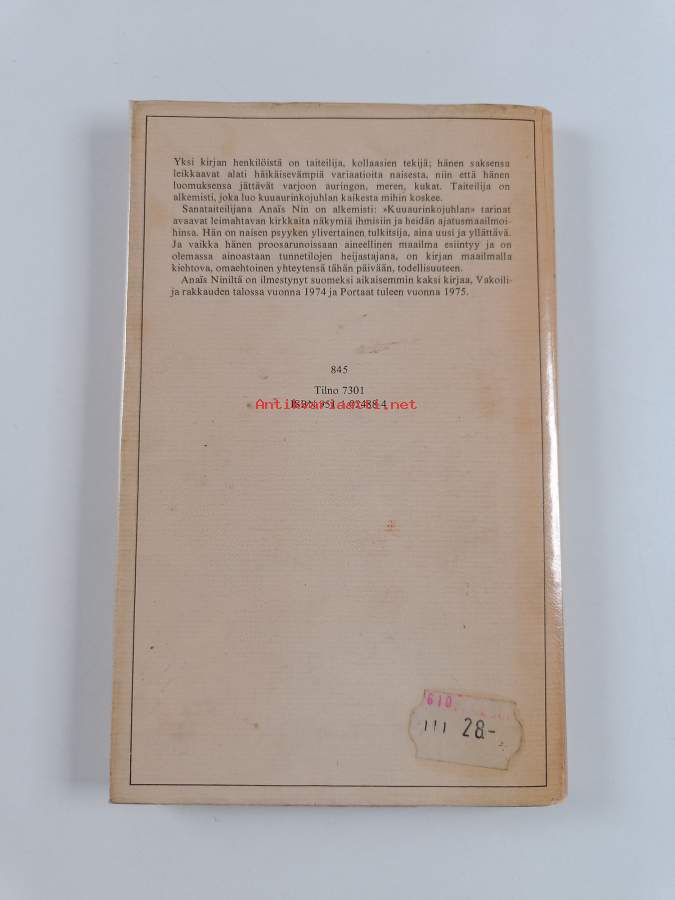 Yksi kirjan henkilöistä on taiteilija, kollaasien tekijä; hänen saksensa
leikkaavat alati häikäisevämpiä variaatioita naisesta, niin että hänen
luomuksensa jättävät varjoon auringon, meren, kukat. Taiteilija on
alkemisti, joka luo kuuaurinkojuhlan kaikesta mihin koskee.
Sanataiteilijana Anaïs Nin on alkemisti: »Kuuaurinkojuhlan» tarinat
avaavat leimahtavan kirkkaita näkymiä ihmisiin ja heidän ajatusmaailmoi-
hinsa. Hän on naisen psyyken ylivertainen tulkitsija, aina uusi ja yllättävä.
Ja vaikka hänen proosarunoissaan aineellinen maailma esiintyy ja on
olemassa ainoastaan tunnetilojen heijastajana, on kirjan maailmalla
kiehtova, omaehtoinen yhteytensä tähän päivään, todellisuuteen.
Anaïs Niniltä on ilmestynyt suomeksi aikaisemmin kaksi kirjaa, Vakoili-
ja rakkauden talossa vuonna 1974 ja Portaat tuleen vuonna 1975.
845
Tilno 7301
ISBN 951
Antikvariaatti.net
610
111 28.-